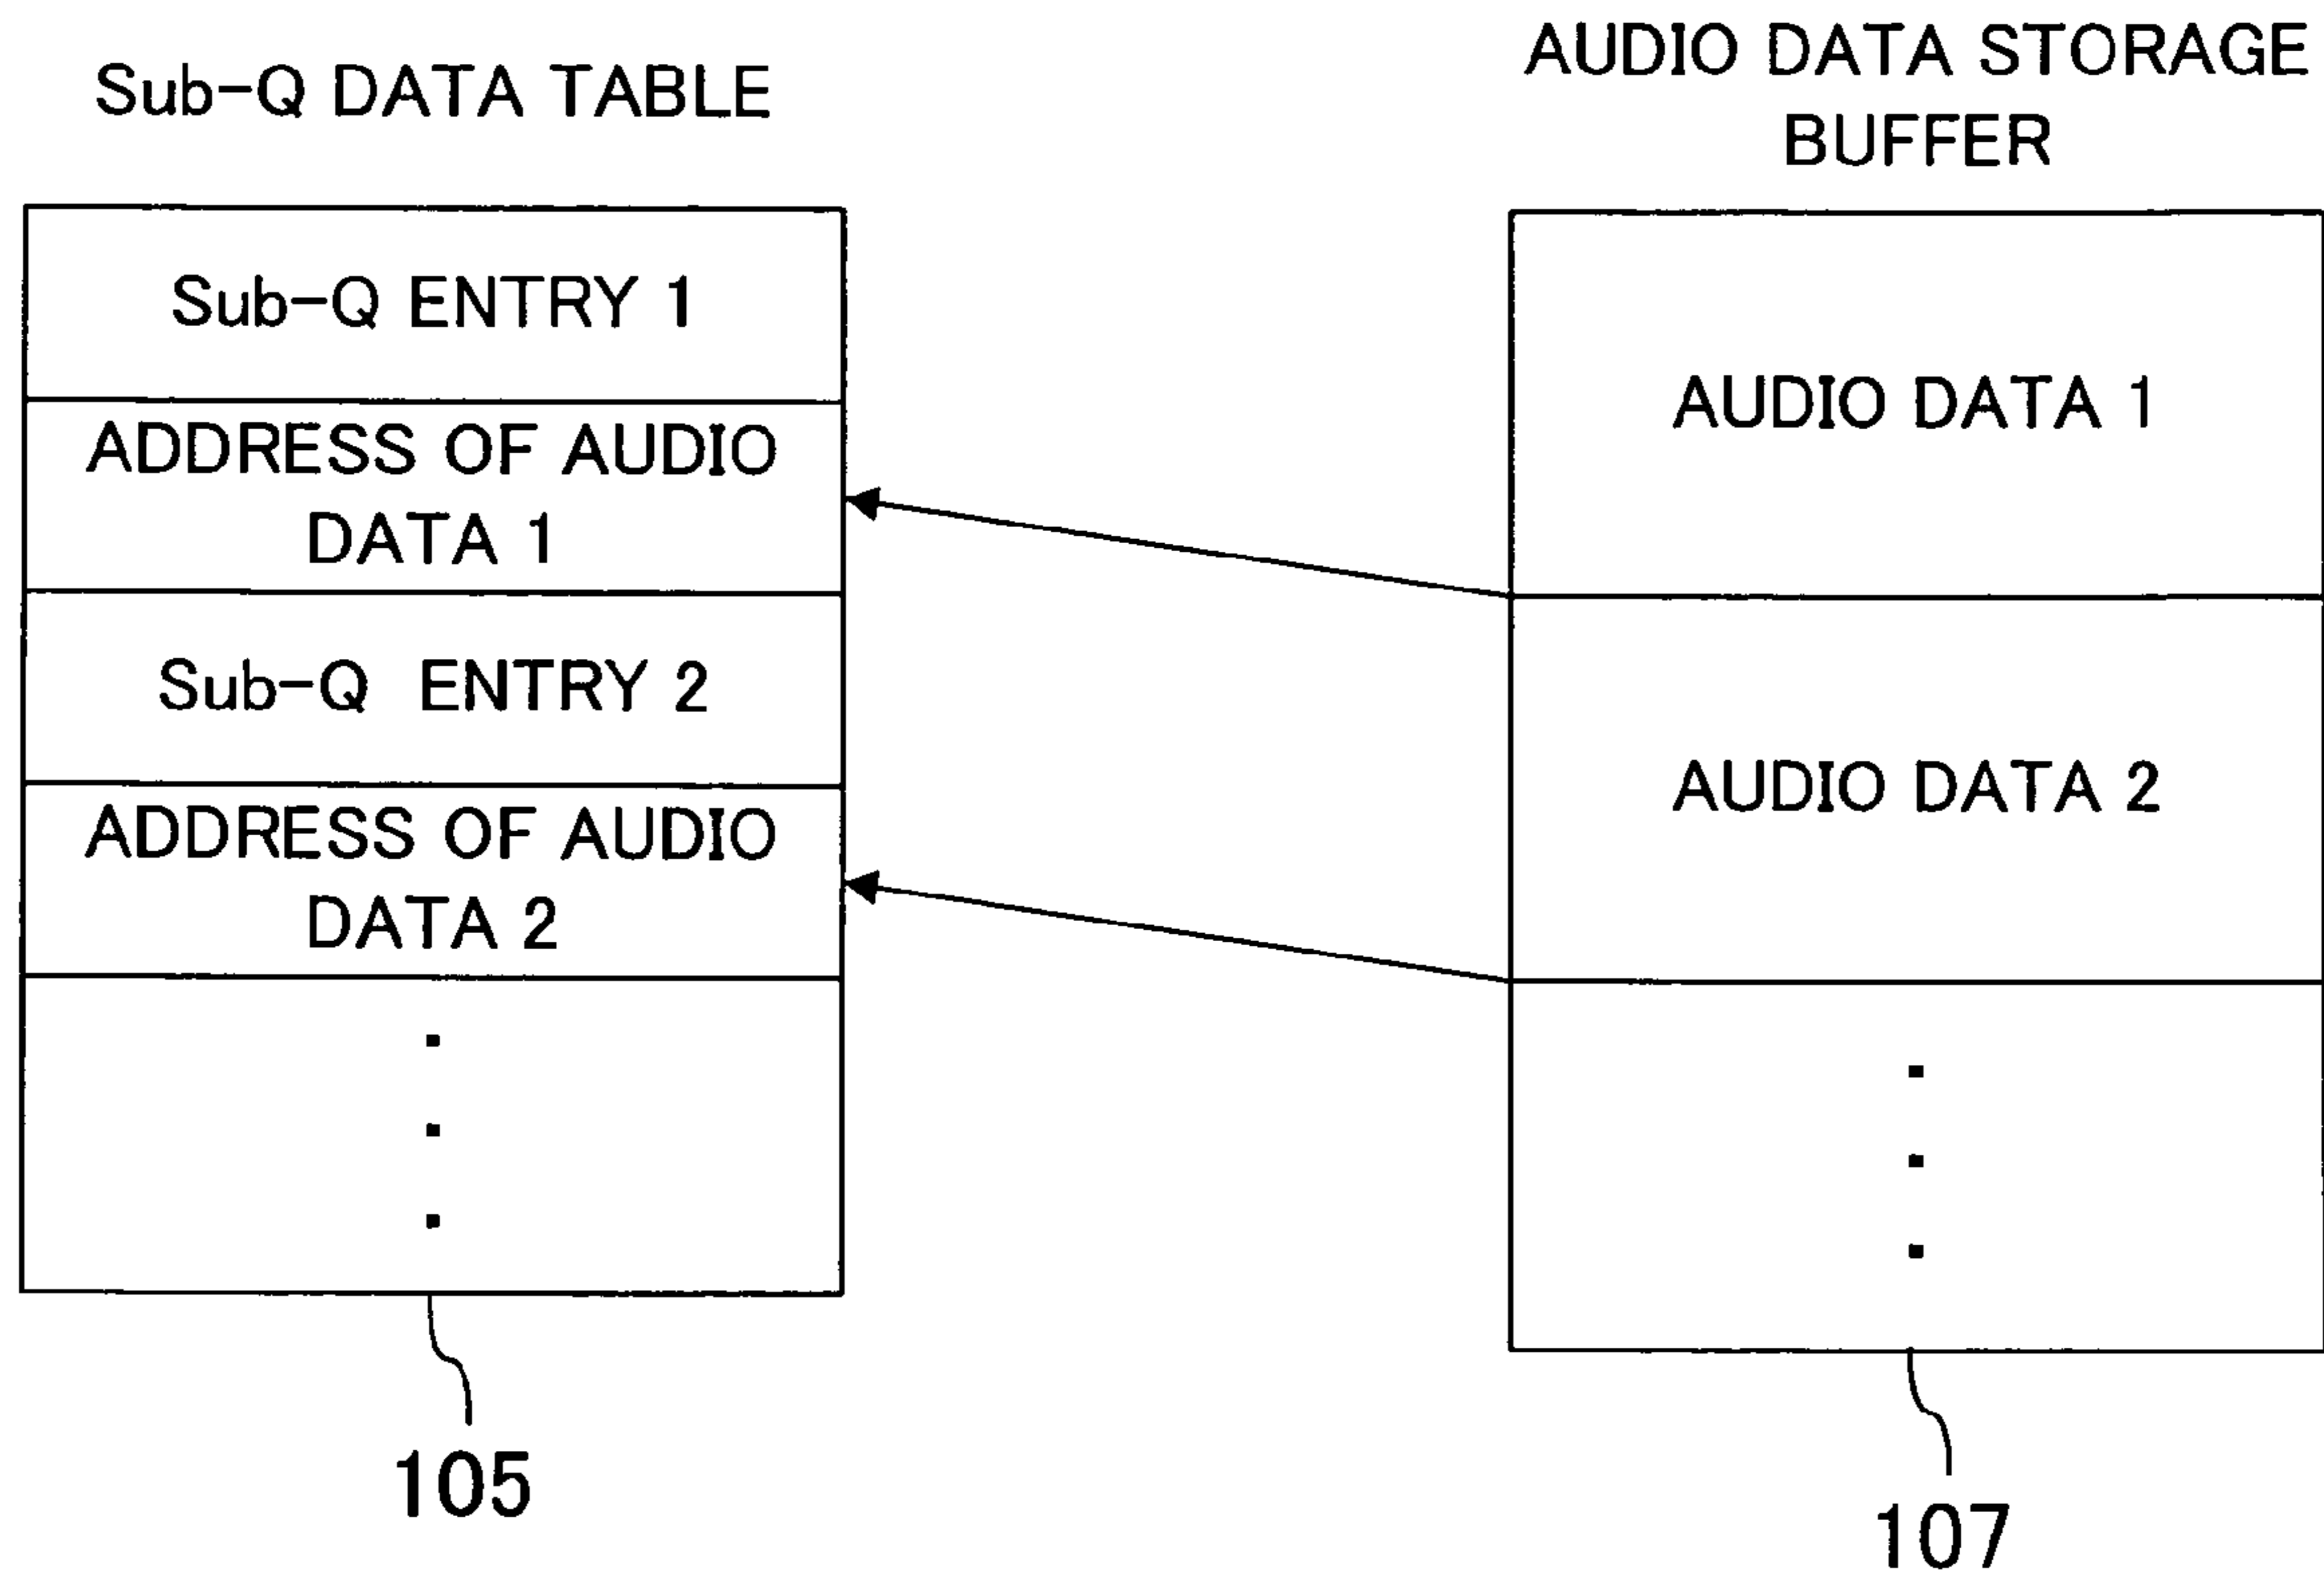 Sub-Q DATA TABLE
Sub-Q ENTRY 1
ADDRESS OF AUDIO
DATA 1
Sub-Q ENTRY 2
ADDRESS OF AUDIO
DATA 2
105
AUDIO DATA STORAGE
BUFFER
AUDIO DATA 1
AUDIO DATA 2
107